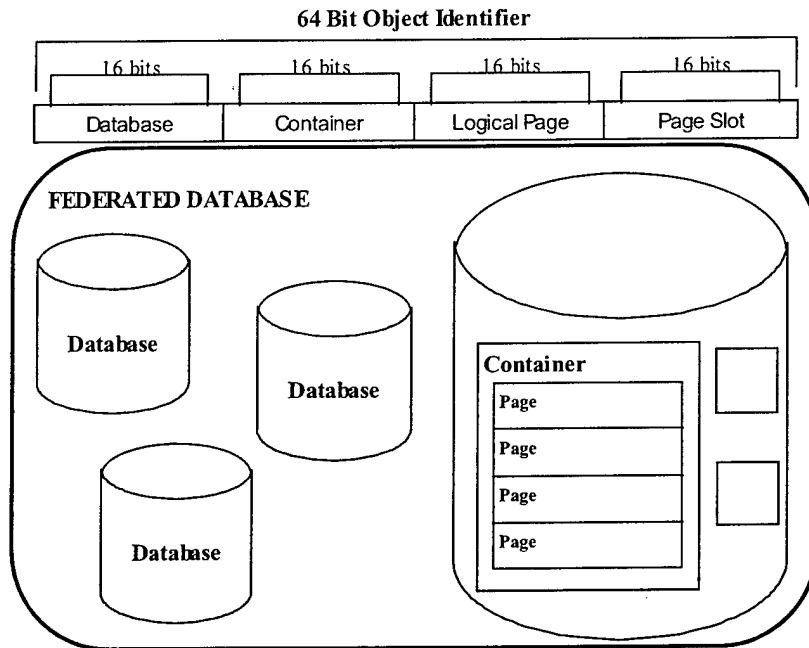 64 Bit Object Identifier
16 bits 16 bits 16 bits 16 bits
Database Container Logical Page Page Slot
FEDERATED DATABASE
Database
Database
Database
Container
Page
Page
Page
Page